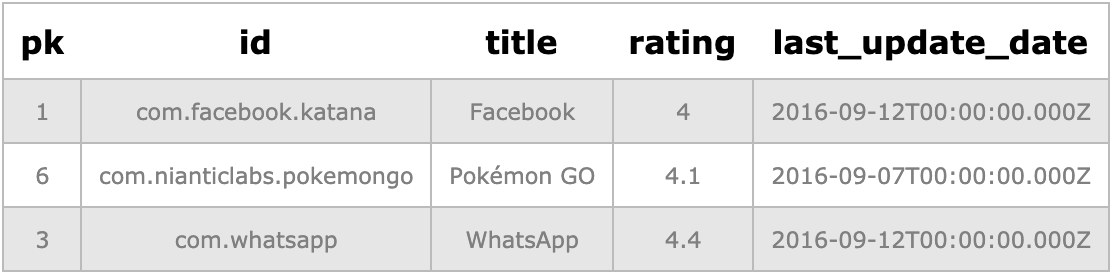 pk id title rating last_update_date
1 com.facebook.katana Facebook 4 2016-09-12T00:00:00.000Z
6 com.nianticlabs.pokemongo Pokémon GO 4.1 2016-09-07T00:00:00.000Z
3 com.whatsapp WhatsApp 4.4 2016-09-12T00:00:00.000Z